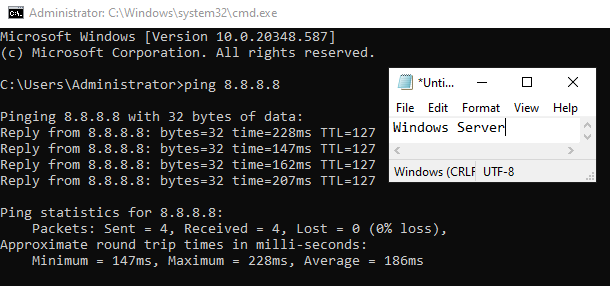 Administrator: C:\Windows\system32\cmd.exe
Microsoft Windows [Version 10.0.20348.587]
(c) Microsoft Corporation. All rights reserved.
C:\Users\Administrator>ping 8.8.8.8
Pinging 8.8.8.8 with 32 bytes of data:
Reply from 8.8.8.8: bytes=32 time=228ms TTL=127
Reply from 8.8.8.8: bytes=32 time=147ms TTL=127
Reply from 8.8.8.8: bytes=32 time=162ms TTL=127
Reply from 8.8.8.8: bytes=32 time=207ms TTL=127
Ping statistics for 8.8.8.8:
    Packets: Sent = 4, Received = 4, Lost = 0 (0% loss),
Approximate round trip times in milli-seconds:
    Minimum = 147ms, Maximum = 228ms, Average = 186ms
*Unti...
File Edit Format View Help
Windows Server
Windows (CRLF UTF-8